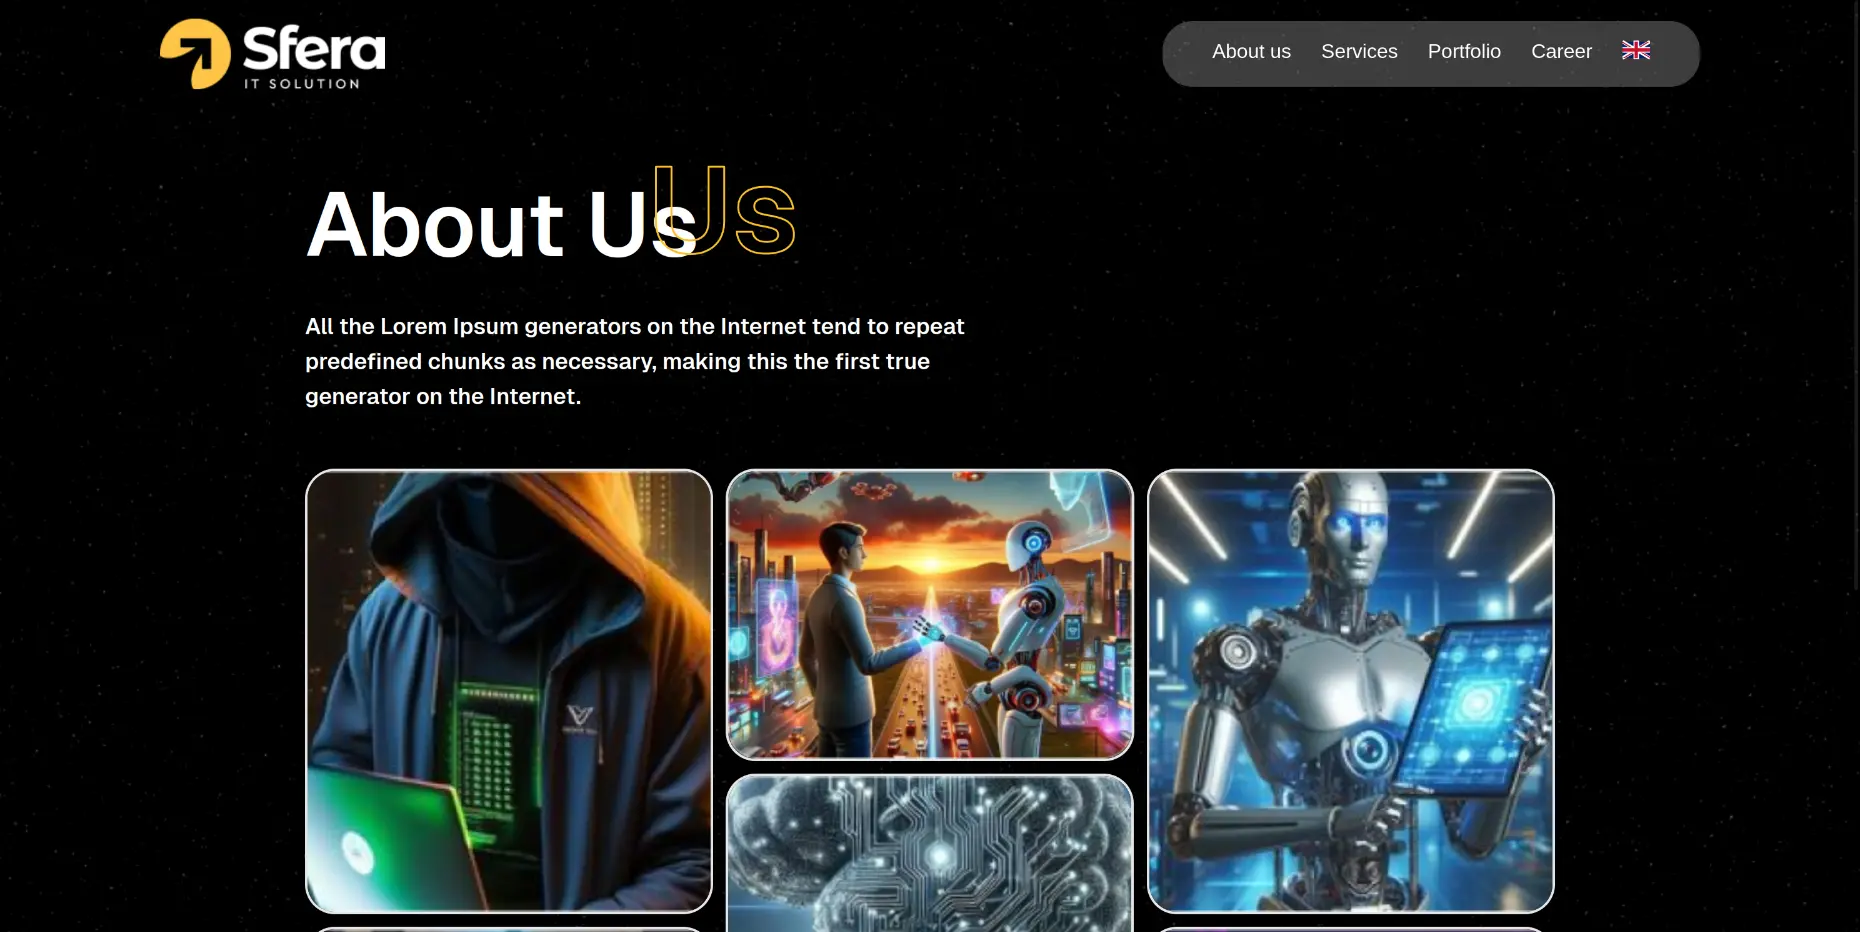 Sfera
IT SOLUTION
About us
Services
Portfolio
Career
About Us
Us
All the Lorem Ipsum generators on the Internet tend to repeat
predefined chunks as necessary, making this the first true
generator on the Internet.